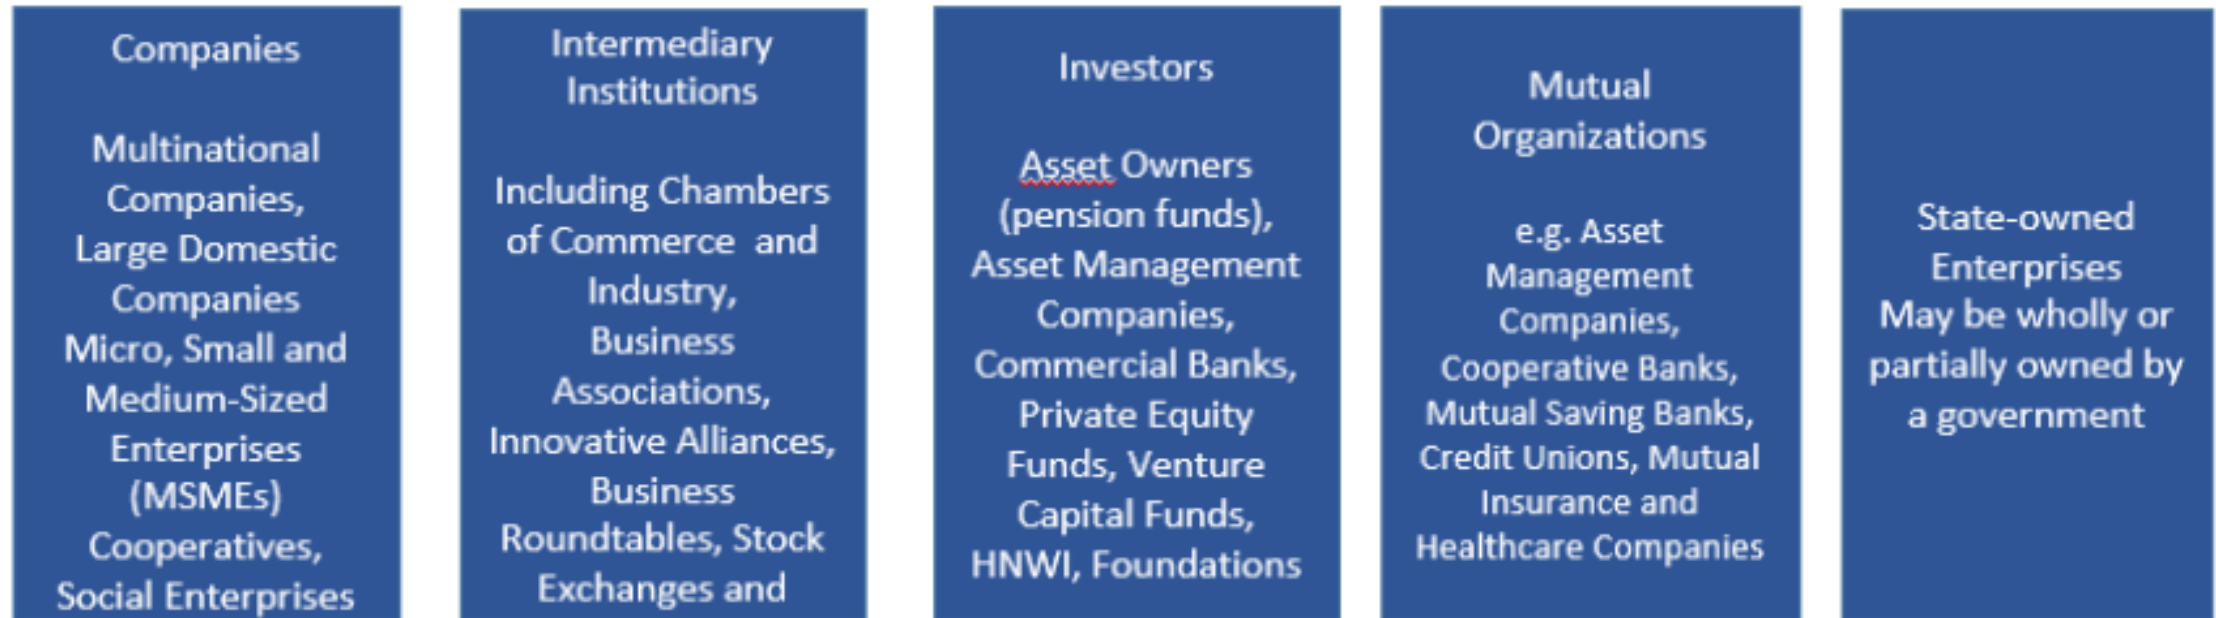 Companies
Multinational
Companies,
Large Domestic
Companies
Micro, Small and
Medium-Sized
Enterprises
(MSMEs)
Cooperatives,
Social Enterprises
Intermediary
Institutions
Including Chambers
of Commerce and
Industry,
Business
Associations,
Innovative Alliances,
Business
Roundtables, Stock
Exchanges and
Investors
Asset Owners
(pension funds),
Asset Management
Companies,
Commercial Banks,
Private Equity
Funds, Venture
Capital Funds,
HNWI, Foundations
Mutual
Organizations
e.g. Asset
Management
Companies,
Cooperative Banks,
Mutual Saving Banks,
Credit Unions, Mutual
Insurance and
Healthcare Companies
State-owned
Enterprises
May be wholly or
partially owned by
a government